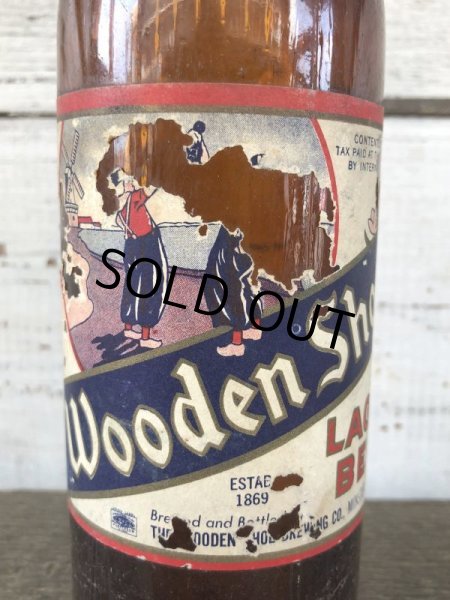 CONTENTS
TAX PAID AT
BY INTERN
SOLD OUT
Wooden Sho
LAG
BE
ESTAB
1869
Brewed and Bottled
THE WOODEN SHOE BREWING CO.